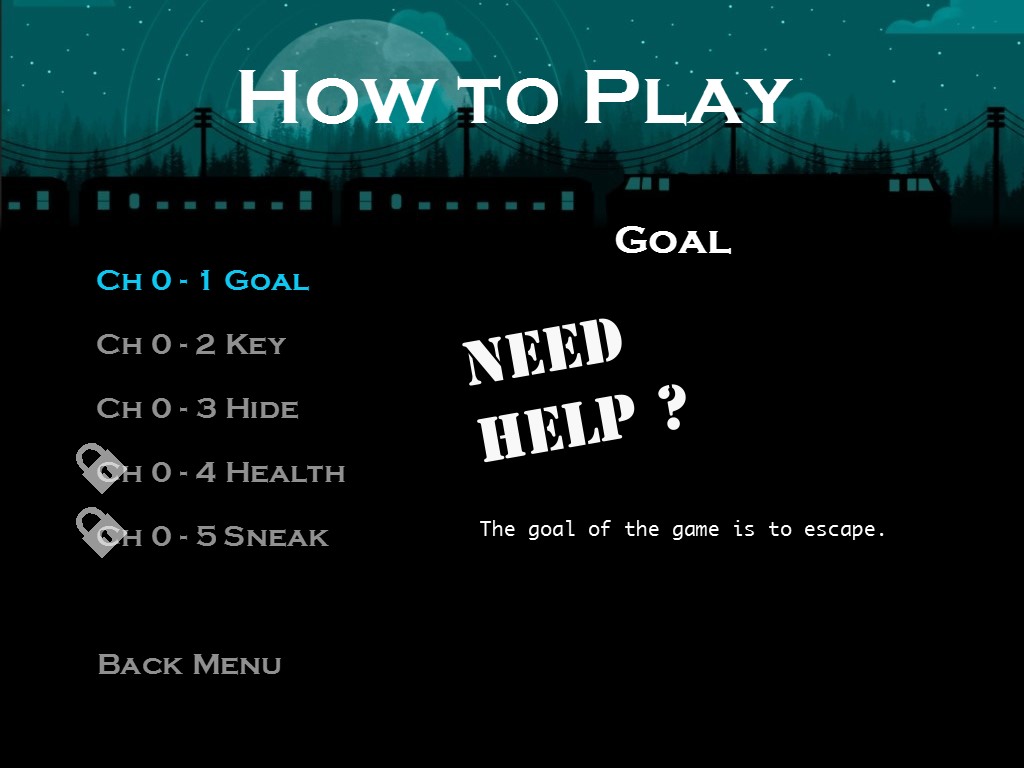 How to Play
Goal
Ch 0 - 1 Goal
Ch 0 - 2 Key
Ch 0 - 3 Hide
Ch 0 - 4 Health
Ch 0 - 5 Sneak
Back Menu
NEED
HELP ?
The goal of the game is to escape.